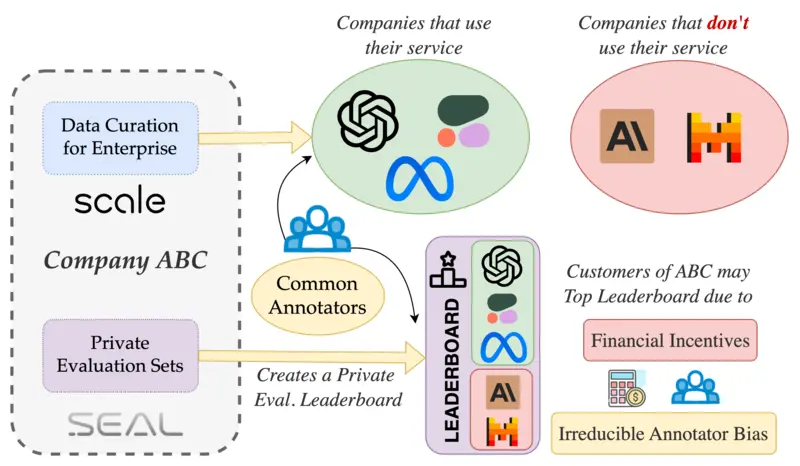 Companies that use
their service
Companies that don't
use their service
Data Curation
for Enterprise
scale
Company ABC
Common
Annotators
Private
Evaluation Sets
SEAL
Creates a Private
Eval. Leaderboard
LEADERBOARD
Customers of ABC may
Top Leaderboard due to
Financial Incentives
Irreducible Annotator Bias